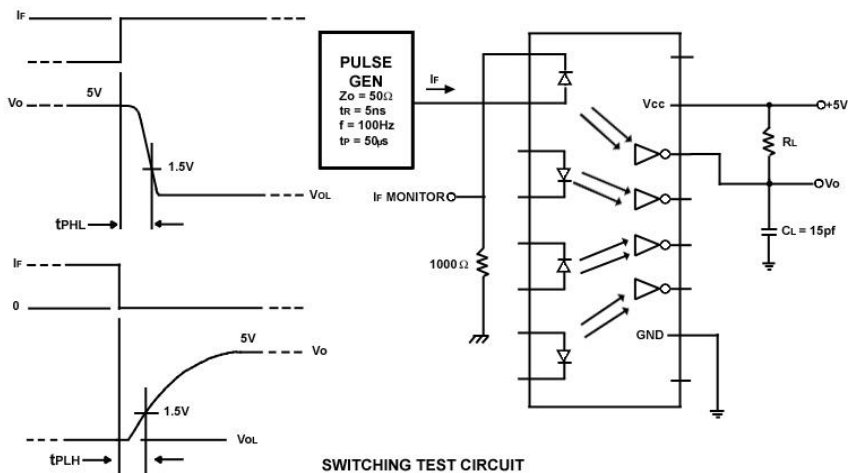 IF
VO
5V
1.5V
VOL
tPHL
IF
0
5V
VO
1.5V
VOL
tPLH
PULSE
GEN
ZO = 50Ω
tR = 5ns
f = 100Hz
tP = 50µs
IF
IF MONITOR
1000 Ω
VCC
+5V
RL
VO
CL = 15pf
GND
SWITCHING TEST CIRCUIT